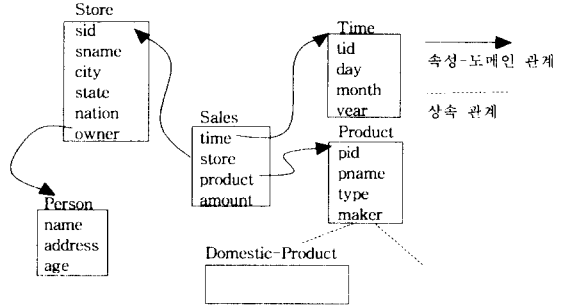 Store
sid
sname
city
state
nation
owner
Person
name
address
age
Sales
time
store
product
amount
Time
tid
day
month
year
Product
pid
pname
type
maker
Domestic-Product
속성-도메인 관계
상속 관계